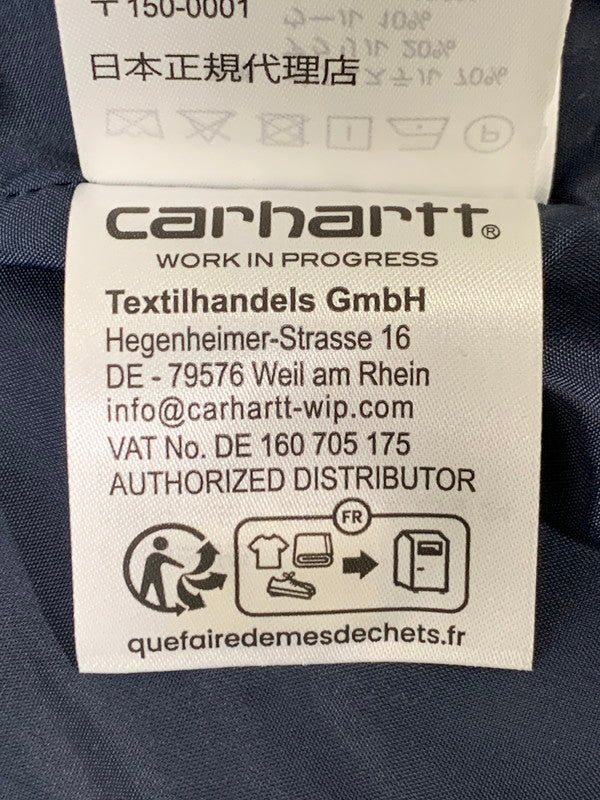 〒150-0001
日本正規代理店
carhartt®
WORK IN PROGRESS
Textilhandels GmbH
Hegenheimer-Strasse 16
DE - 79576 Weil am Rhein
info@carhartt-wip.com
VAT No. DE 160 705 175
AUTHORIZED DISTRIBUTOR
FR
quefairedemesdechets.fr